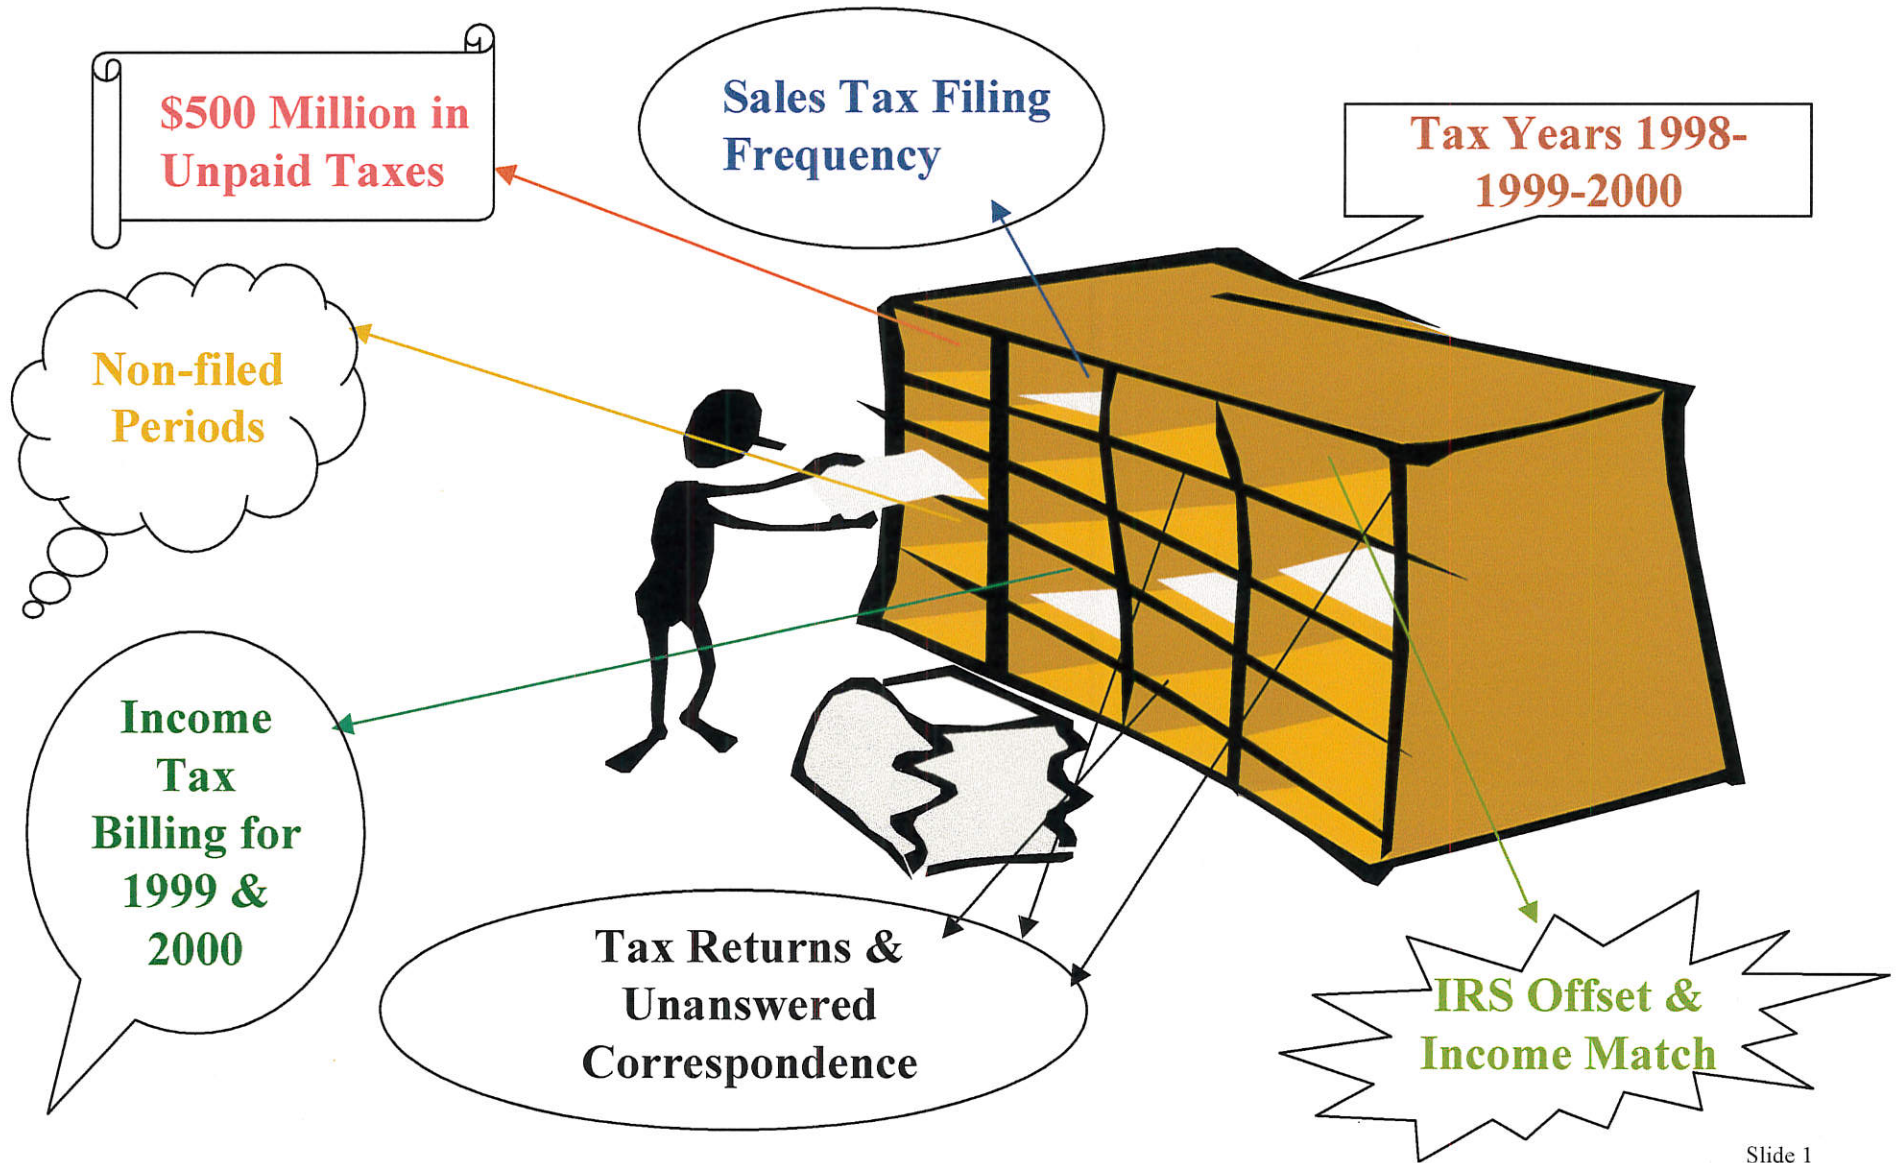 $500 Million in
Unpaid Taxes
Sales Tax Filing
Frequency
Tax Years 1998-
1999-2000
Non-filed
Periods
Income
Tax
Billing for
1999 &
2000
Tax Returns &
Unanswered
Correspondence
IRS Offset &
Income Match
Slide 1